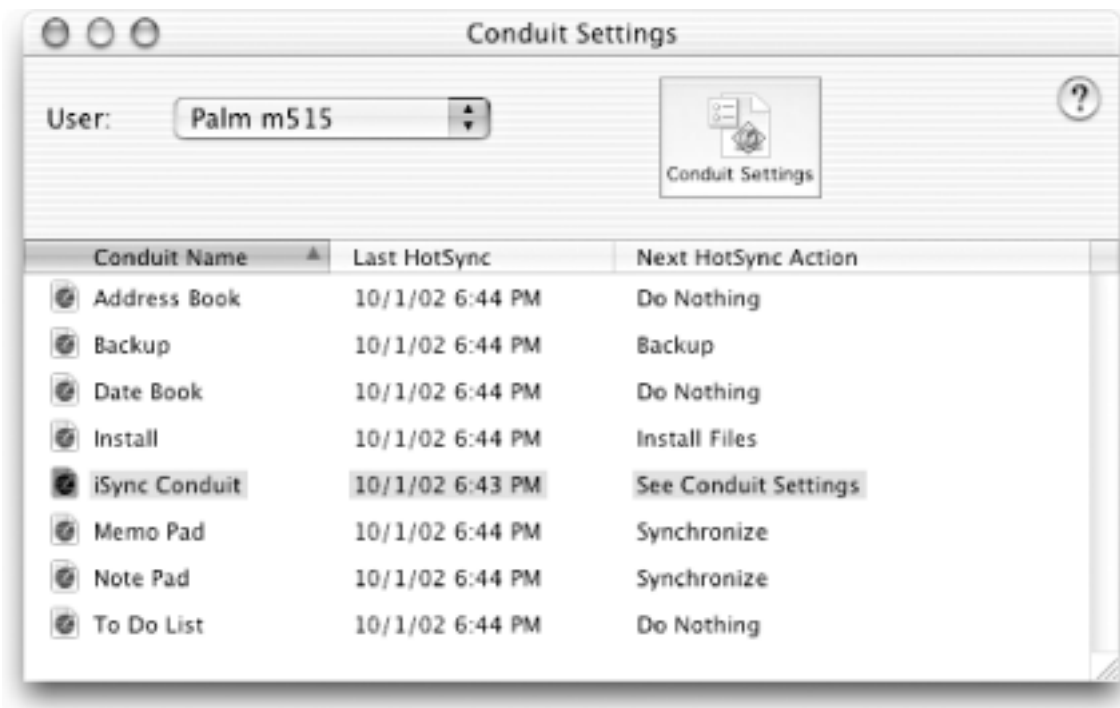 Conduit Settings
User: Palm m515
?
Conduit Settings
Conduit Name Last HotSync Next HotSync Action
Address Book 10/1/02 6:44 PM Do Nothing
Backup 10/1/02 6:44 PM Backup
Date Book 10/1/02 6:44 PM Do Nothing
Install 10/1/02 6:44 PM Install Files
iSync Conduit 10/1/02 6:43 PM See Conduit Settings
Memo Pad 10/1/02 6:44 PM Synchronize
Note Pad 10/1/02 6:44 PM Synchronize
To Do List 10/1/02 6:44 PM Do Nothing